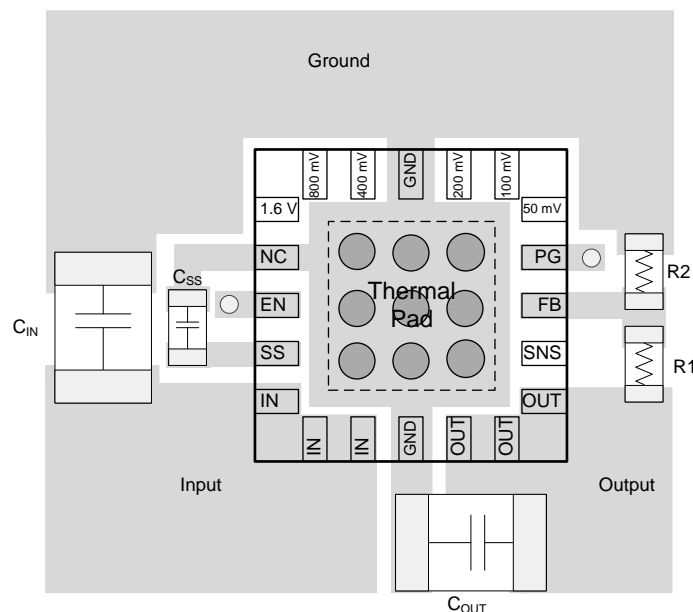 Ground
800 mV
400 mV
GND
200 mV
100 mV
1.6 V
50 mV
NC
PG
CSS
EN
FB
R2
Thermal
Pad
CIN
SS
SNS
R1
IN
OUT
IN
IN
GND
OUT
OUT
Input
Output
COUT